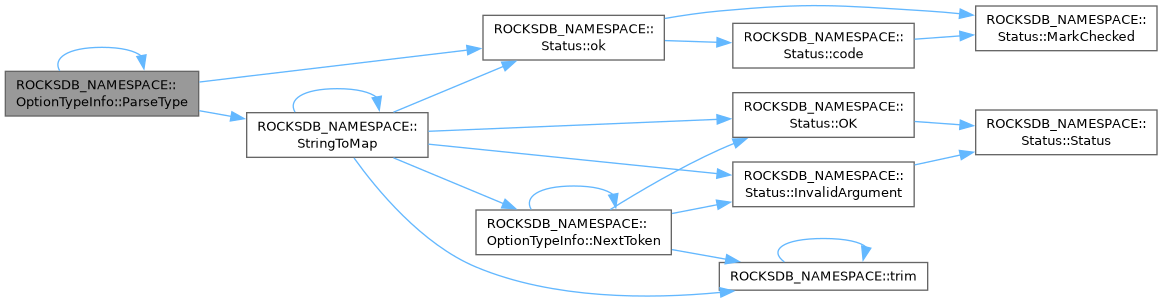 ROCKSDB_NAMESPACE::
OptionTypeInfo::ParseType
ROCKSDB_NAMESPACE::
StringToMap
ROCKSDB_NAMESPACE::
Status::ok
ROCKSDB_NAMESPACE::
OptionTypeInfo::NextToken
ROCKSDB_NAMESPACE::
Status::code
ROCKSDB_NAMESPACE::
Status::OK
ROCKSDB_NAMESPACE::
Status::InvalidArgument
ROCKSDB_NAMESPACE::trim
ROCKSDB_NAMESPACE::
Status::MarkChecked
ROCKSDB_NAMESPACE::
Status::Status